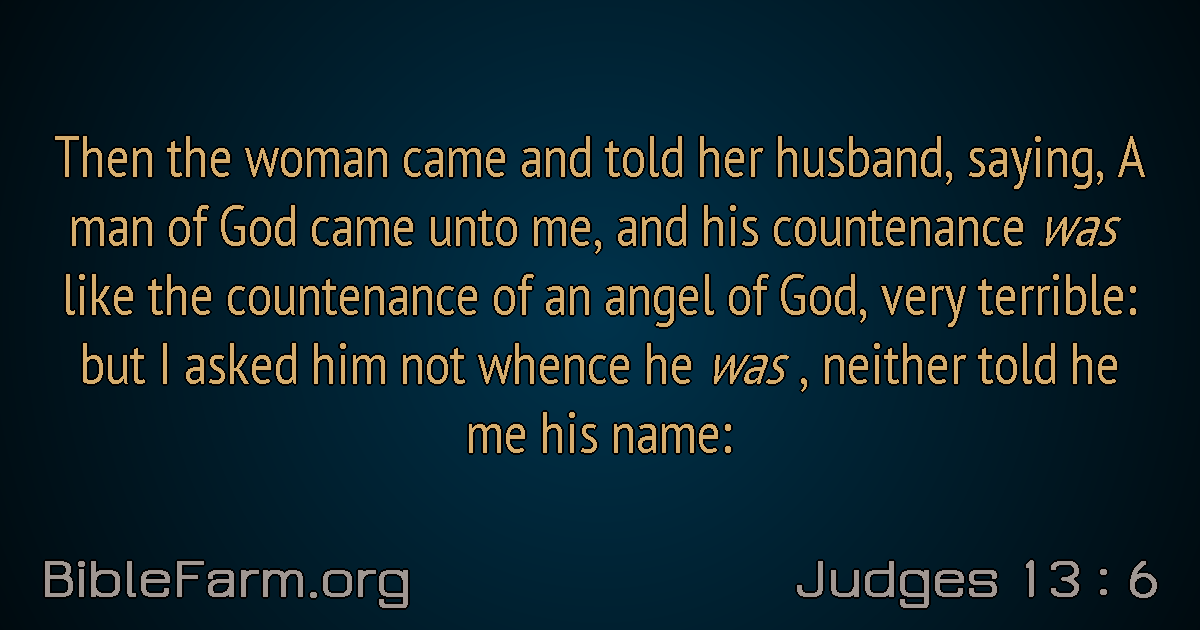 Then the woman came and told her husband, saying, A
man of God came unto me, and his countenance was
like the countenance of an angel of God, very terrible:
but I asked him not whence he was , neither told he
me his name:
BibleFarm.org
Judges 13 : 6